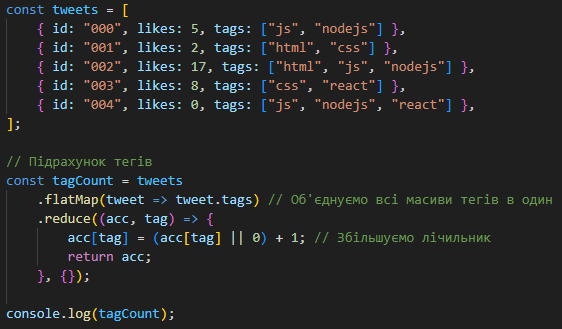 const tweets = [
    { id: "000", likes: 5, tags: ["js", "nodejs"] },
    { id: "001", likes: 2, tags: ["html", "css"] },
    { id: "002", likes: 17, tags: ["html", "js", "nodejs"] },
    { id: "003", likes: 8, tags: ["css", "react"] },
    { id: "004", likes: 0, tags: ["js", "nodejs", "react"] },
];
// Підрахунок тегів
const tagCount = tweets
    .flatMap(tweet => tweet.tags) // Об'єднуємо всі масиви тегів в один
    .reduce((acc, tag) => {
        acc[tag] = (acc[tag] || 0) + 1; // Збільшуємо лічильник
        return acc;
    }, {});
console.log(tagCount);